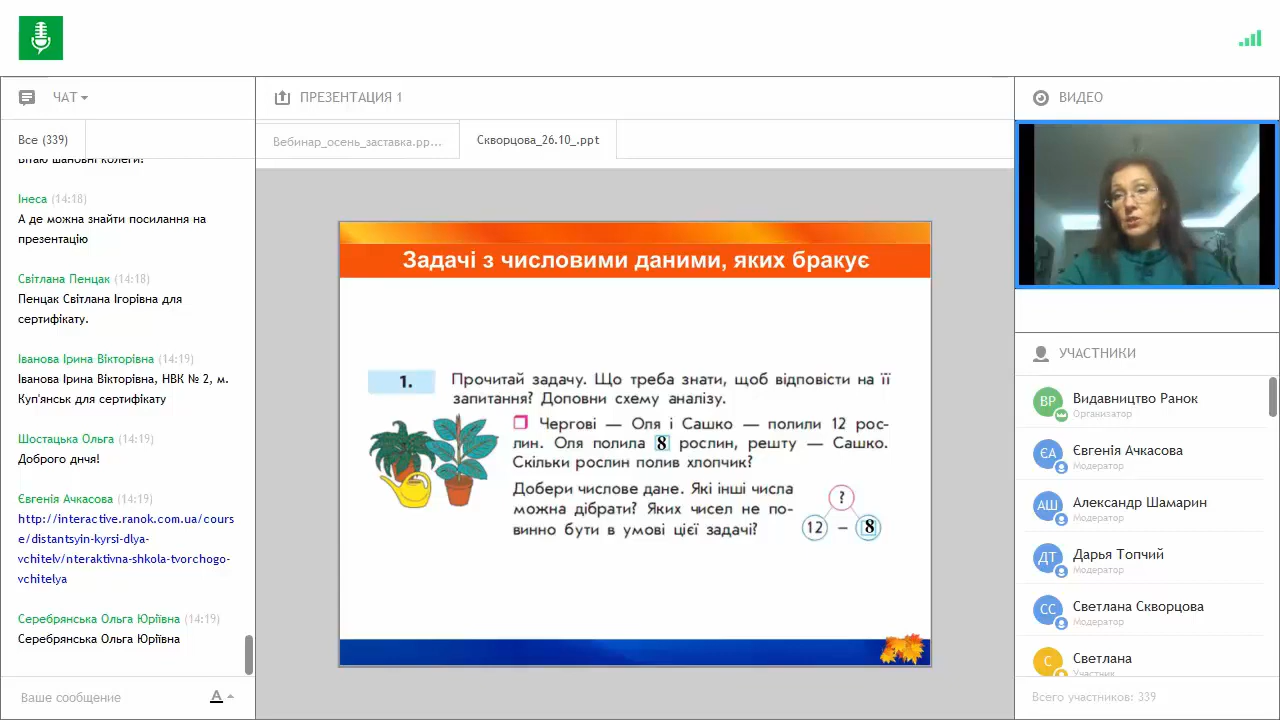 ЧАТ
Все (339)
Вітаю шановні колеги!
Інеса (14:18)
А де можна знайти посилання на
презентацію
Світлана Пенцак (14:18)
Пенцак Світлана Ігорівна для
сертифікату.
Іванова Ірина Вікторівна (14:19)
Іванова Ірина Вікторівна, НВК № 2, м.
Куп'янськ для сертифікату
Шостацька Ольга (14:19)
Доброго днчя!
Євгенія Ачкасова (14:19)
http://interactive.ranok.com.ua/cours
e/distantsyin-kyrsi-dlya-
vchitelv/nteraktivna-shkola-tvorchogo-
vchitelya
Серебрянська Ольга Юріївна (14:19)
Серебрянська Ольга Юріївна
Ваше сообщение
А
ПРЕЗЕНТАЦИЯ 1
Вебинар_осень_заставка.pp...
Скворцова_26.10_.ppt
Задачі з числовими даними, яких бракує
1.
Прочитай задачу. Що треба знати, щоб відповісти на її
запитання? Доповни схему аналізу.
Чергові — Оля і Сашко — полили 12 рос-
лин. Оля полила 8 рослин, решту — Сашко.
Скільки рослин полив хлопчик?
Добери числове дане. Які інші числа
можна дібрати? Яких чисел не по-
винно бути в умові цієї задачі?
?
12 – 8
ВИДЕО
УЧАСТНИКИ
ВР
Видавництво Ранок
Организатор
ЄА
Євгенія Ачкасова
Модератор
АШ
Александр Шамарин
Модератор
ДТ
Дарья Топчий
Модератор
СС
Светлана Скворцова
Модератор
С
Светлана
Участник
Всего участников: 339